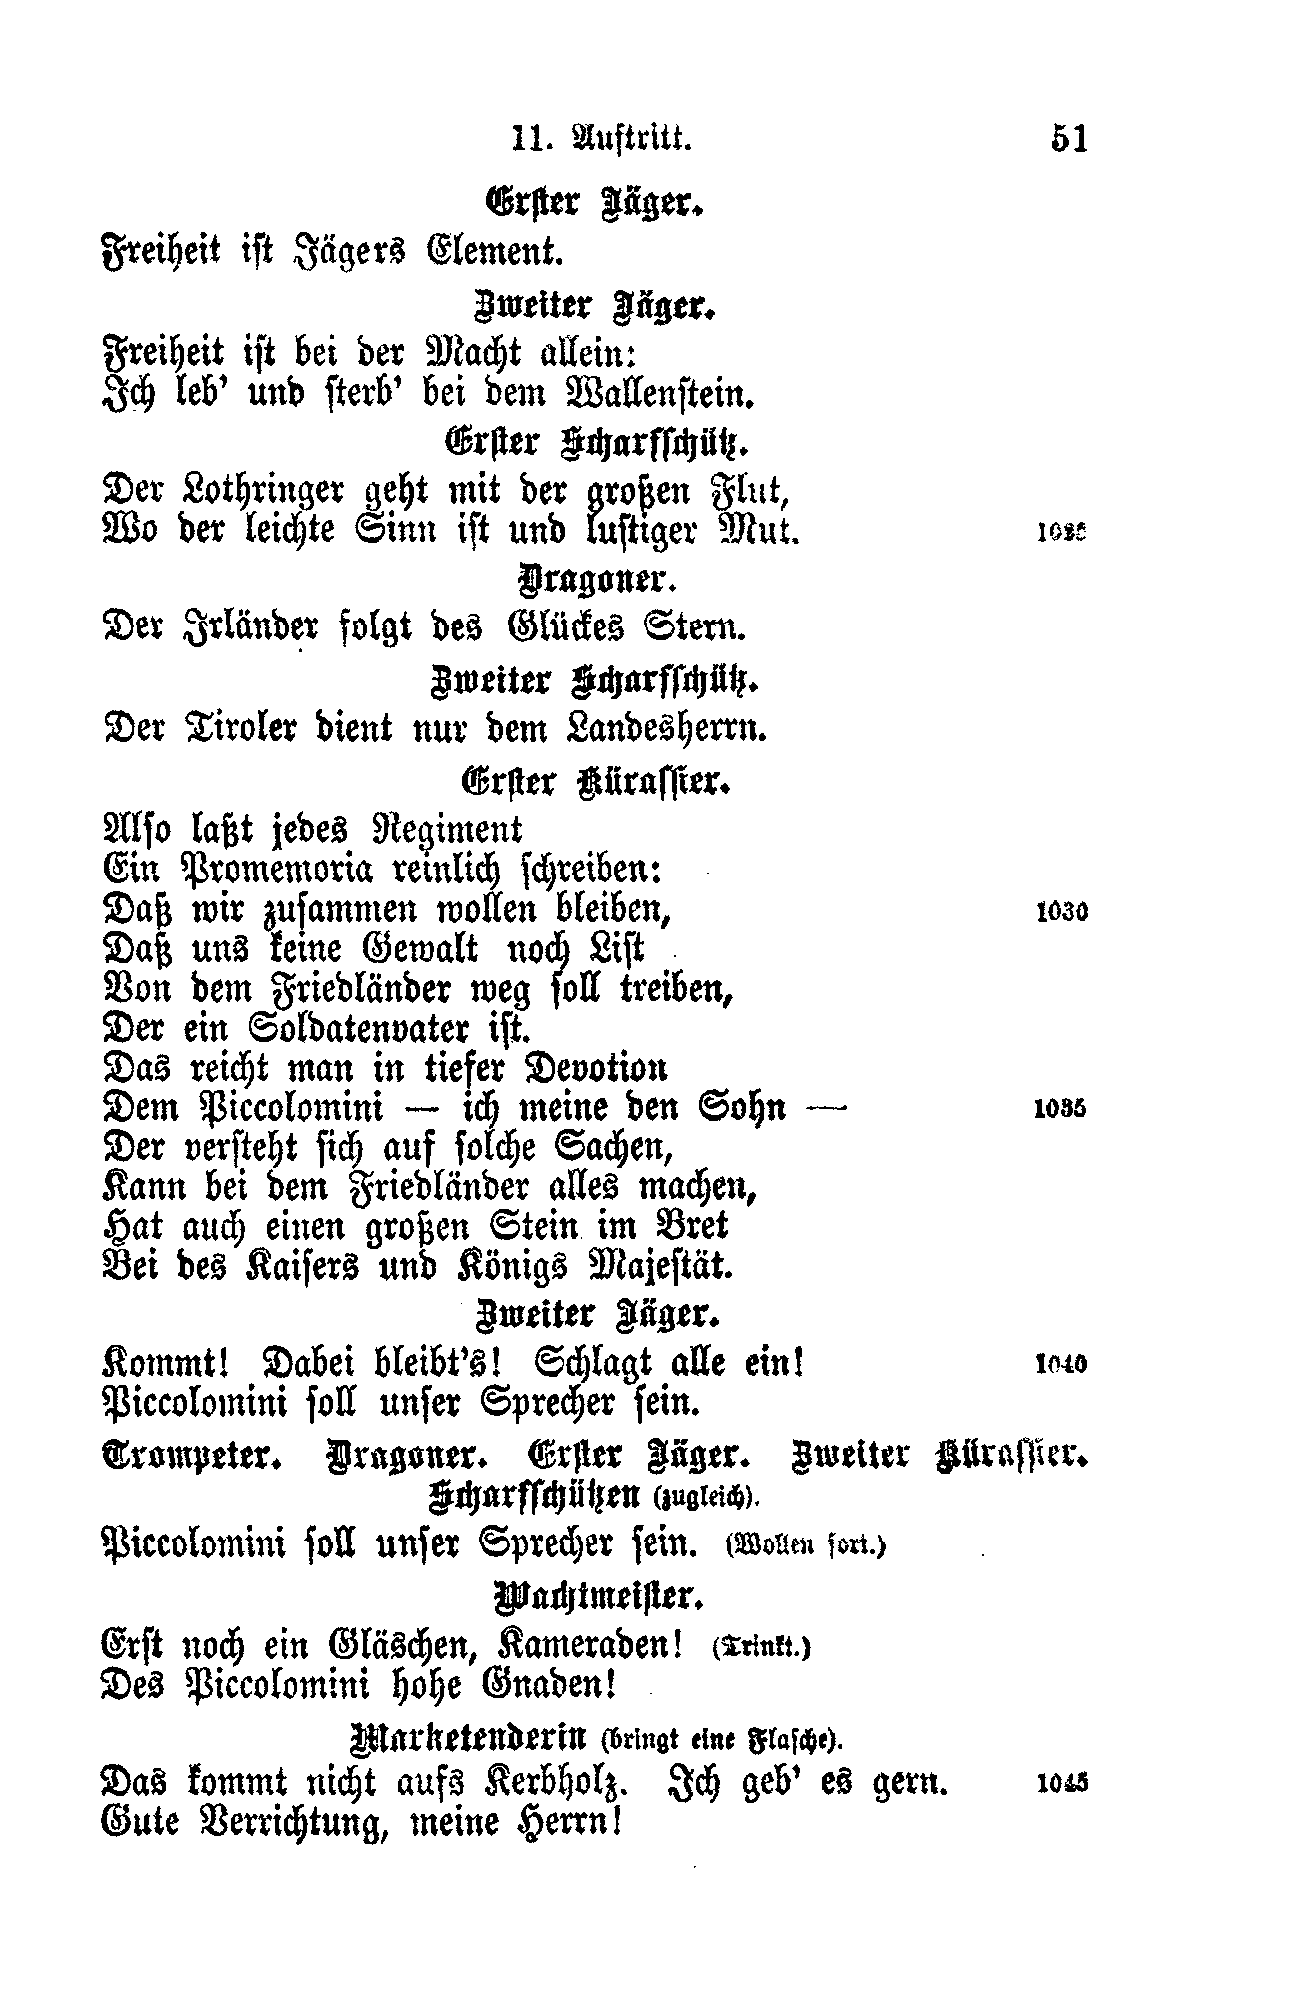 11. Auftritt. 51
Erster Jäger.
Freiheit ist Jägers Element.
Zweiter Jäger.
Freiheit ist bei der Macht allein:
Ich leb' und sterb' bei dem Wallenstein.
Erster Scharfschütz.
Der Lothringer geht mit der großen Flut,
Wo der leichte Sinn ist und lustiger Mut. 1025
Dragoner.
Der Irländer folgt des Glückes Stern.
Zweiter Scharfschütz.
Der Tiroler dient nur dem Landesherrn.
Erster Kürassier.
Also laßt jedes Regiment
Ein Promemoria reinlich schreiben:
Daß wir zusammen wollen bleiben, 1030
Daß uns keine Gewalt noch List
Von dem Friedländer weg soll treiben,
Der ein Soldatenvater ist.
Das reicht man in tiefer Devotion
Dem Piccolomini — ich meine den Sohn — 1035
Der versteht sich auf solche Sachen,
Kann bei dem Friedländer alles machen,
Hat auch einen großen Stein im Bret
Bei des Kaisers und Königs Majestät.
Zweiter Jäger.
Kommt! Dabei bleibt's! Schlagt alle ein! 1040
Piccolomini soll unser Sprecher sein.
Trompeter. Dragoner. Erster Jäger. Zweiter Kürassier.
Scharfschützen (zugleich).
Piccolomini soll unser Sprecher sein. (Wollen fort.)
Wachtmeister.
Erst noch ein Gläschen, Kameraden! (Trinkt.)
Des Piccolomini hohe Gnaden!
Marketenderin (bringt eine Flasche).
Das kommt nicht aufs Kerbholz. Ich geb' es gern. 1045
Gute Verrichtung, meine Herrn!